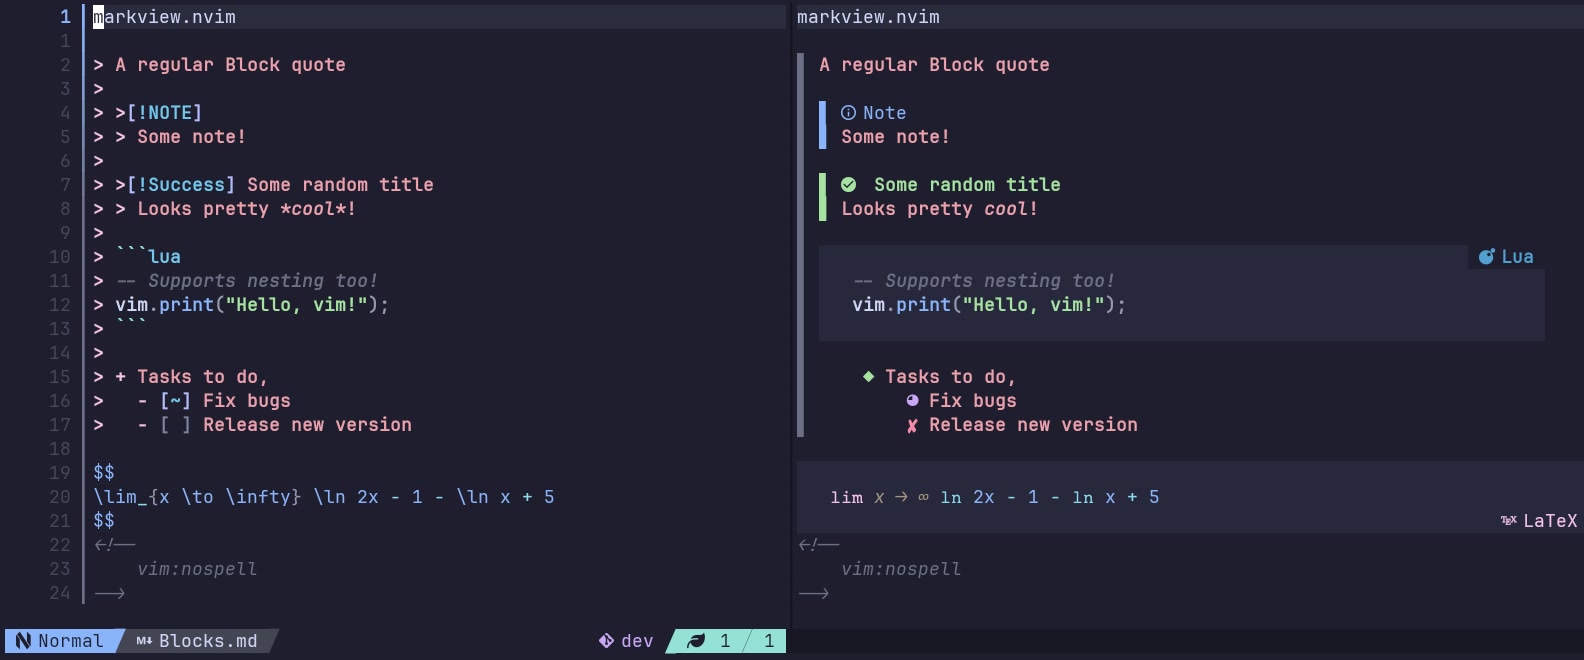 1 markview.nvim
1
2 > A regular Block quote
3 >
4 > >[!NOTE]
5 > > Some note!
6 >
7 > >[!Success] Some random title
8 > > Looks pretty *cool*!
9 >
10 > ```lua
11 > -- Supports nesting too!
12 > vim.print("Hello, vim!");
13 > ```
14 >
15 > + Tasks to do,
16 >   - [~] Fix bugs
17 >   - [ ] Release new version
18
19 $$
20 \lim_{x \to \infty} \ln 2x - 1 - \ln x + 5
21 $$
22 <!--
23     vim:nospell
24 -->
Normal Blocks.md dev 1 1
markview.nvim
A regular Block quote
Note
Some note!
Some random title
Looks pretty cool!
Lua
-- Supports nesting too!
vim.print("Hello, vim!");
◆ Tasks to do,
Fix bugs
✘ Release new version
lim x → ∞ ln 2x - 1 - ln x + 5
TEX LaTeX
<!--
vim:nospell
-->